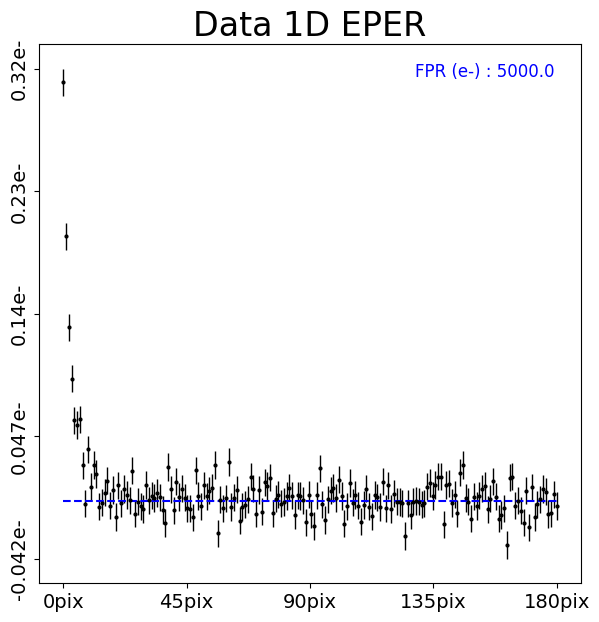 Data 1D EPER
FPR (e-) : 5000.0
0.32e-
0.23e-
0.14e-
0.047e-
-0.042e-
0pix 45pix 90pix 135pix 180pix